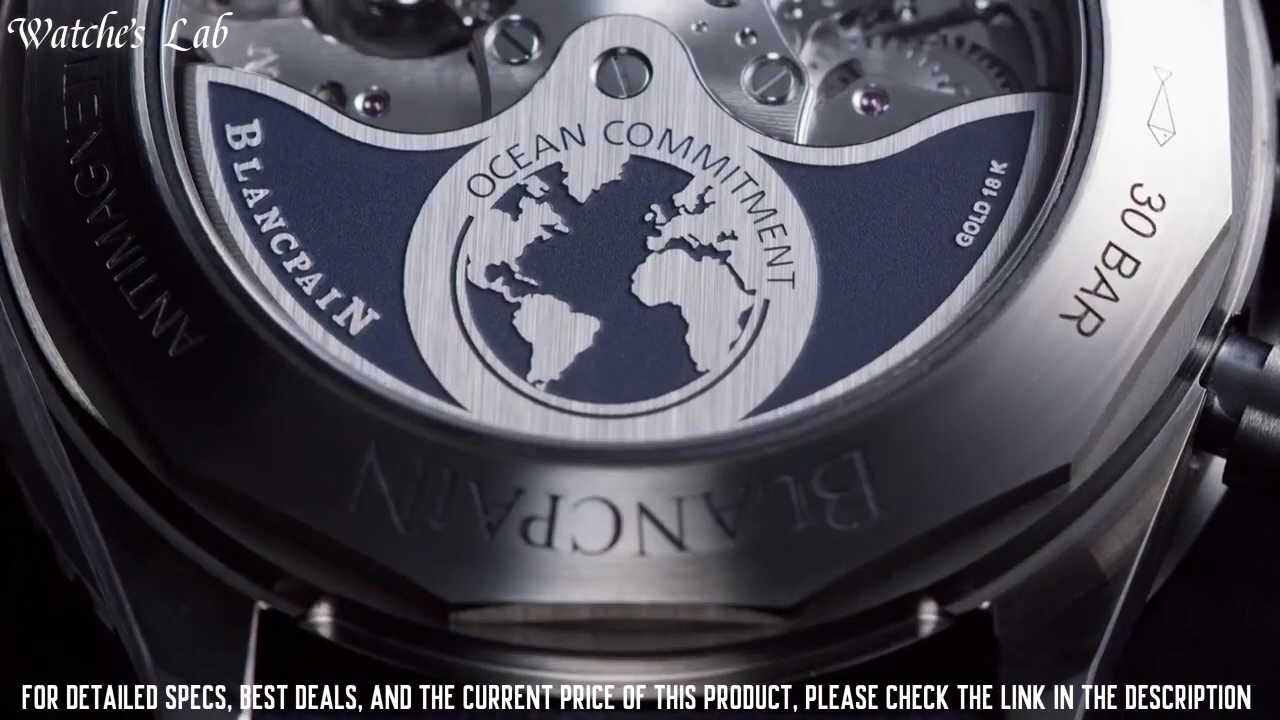 Watche's Lab
BLANCPAIN
OCEAN COMMITMENT
GOLD 18 K
30 BAR
BLANCPAIN
FOR DETAILED SPECS, BEST DEALS, AND THE CURRENT PRICE OF THIS PRODUCT, PLEASE CHECK THE LINK IN THE DESCRIPTION